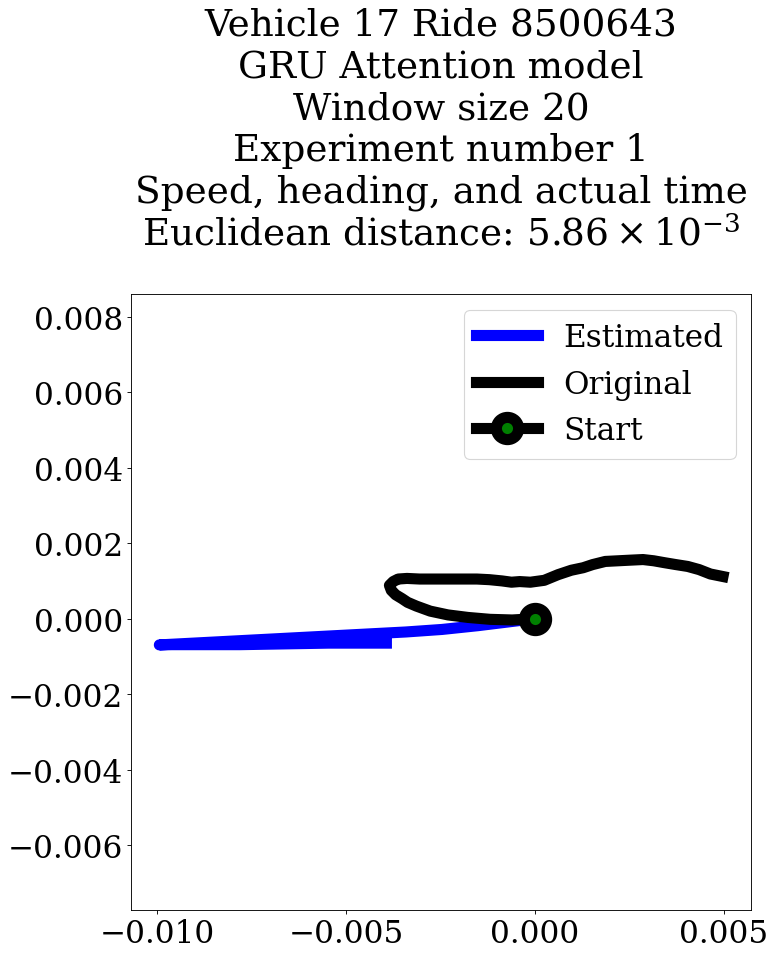 Vehicle 17 Ride 8500643
GRU Attention model
Window size 20
Experiment number 1
Speed, heading, and actual time
Euclidean distance: 5.86 × 10⁻³
Estimated
Original
Start
0.008
0.006
0.004
0.002
0.000
−0.002
−0.004
−0.006
−0.010 −0.005 0.000 0.005